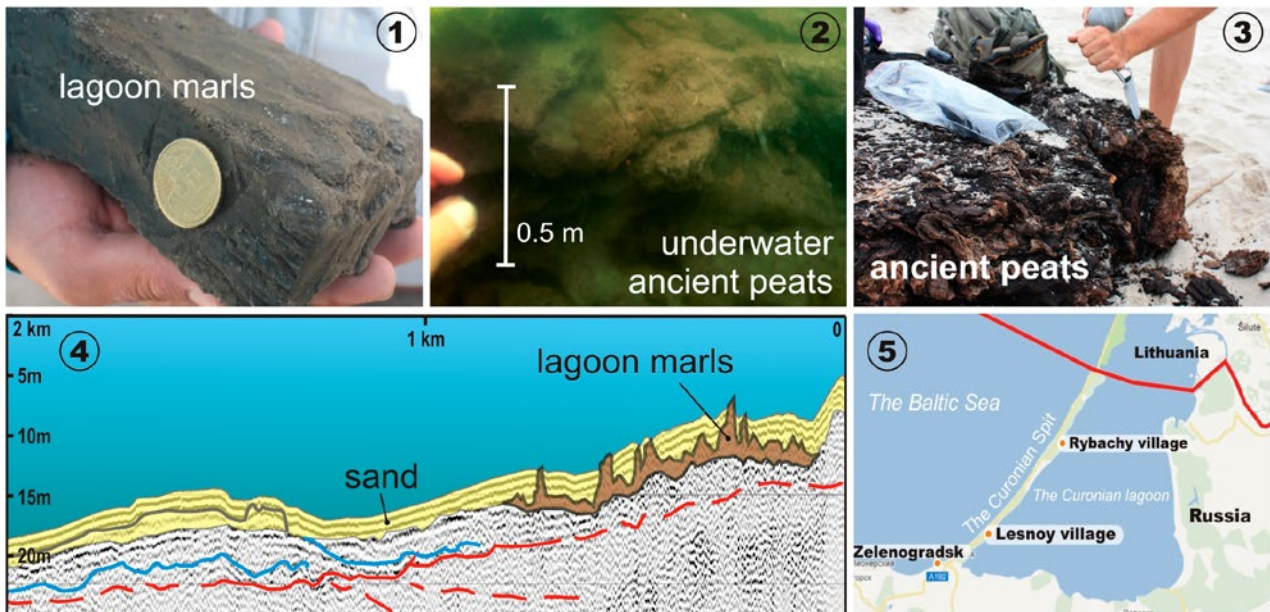 ①
lagoon marls
②
0.5 m
underwater
ancient peats
③
ancient peats
④
2 km
1 km
0
5m
10m
15m
20m
lagoon marls
sand
⑤
Šilutė
Lithuania
The Baltic Sea
The Curonian Spit
Rybachy village
The Curonian lagoon
Russia
Lesnoy village
Zelenogradsk
A192